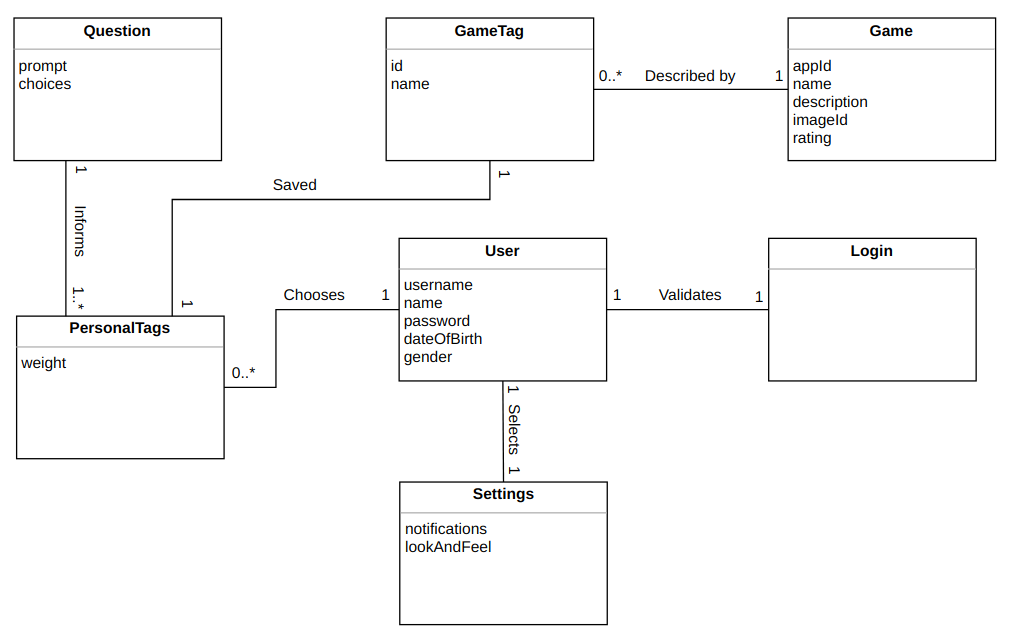 Question
prompt
choices
GameTag
id
name
0..*
Described by
1
Game
appId
name
description
imageId
rating
1
Informs
1..*
Saved
1
1
PersonalTags
weight
Chooses
1
0..*
User
username
name
password
dateOfBirth
gender
1
Validates
1
Login
1
Selects
1
Settings
notifications
lookAndFeel